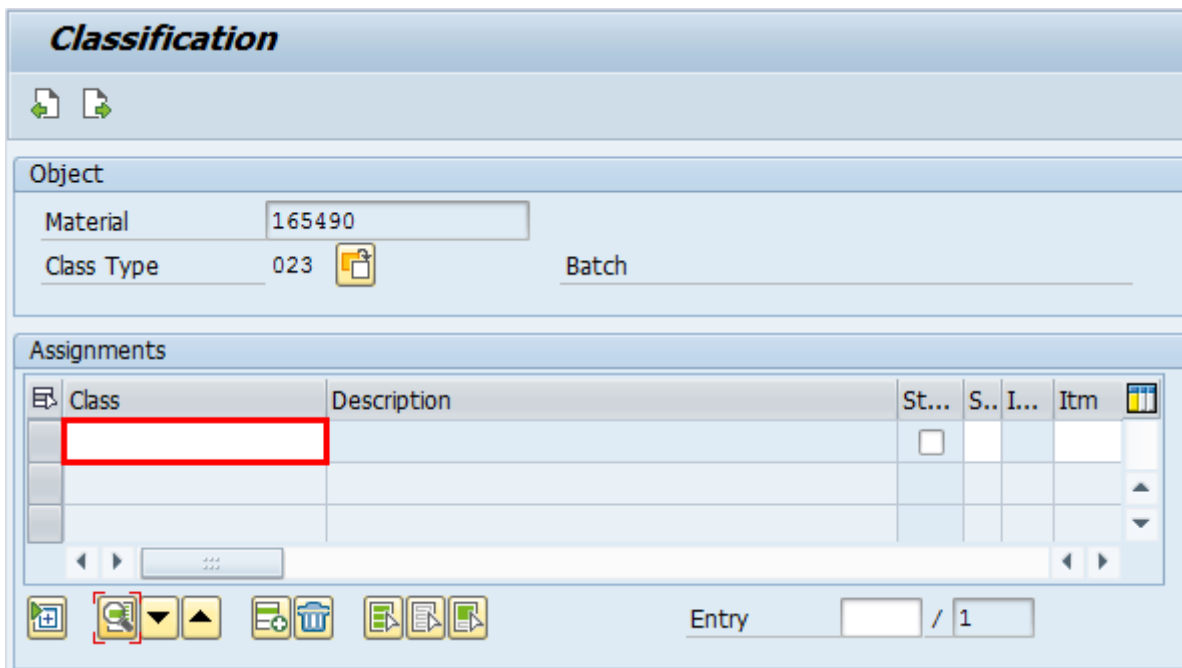 Classification
Object
Material 165490
Class Type 023 Batch
Assignments
Class Description St... S.. I... Itm
Entry / 1